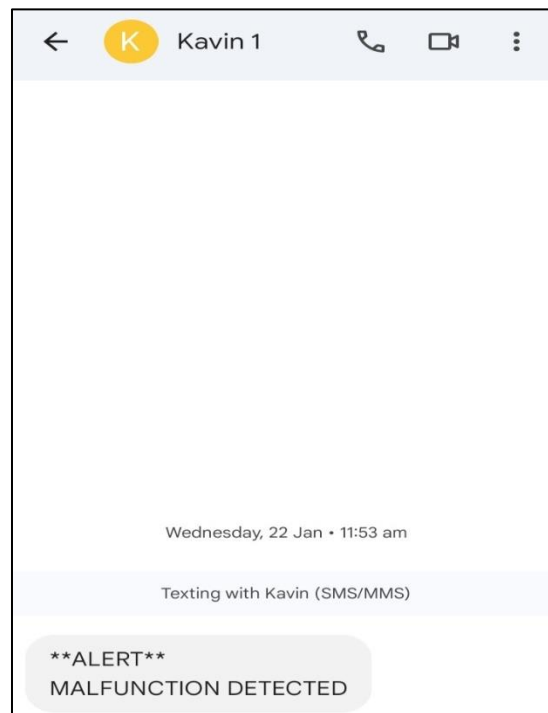 K
Kavin 1
Wednesday, 22 Jan • 11:53 am
Texting with Kavin (SMS/MMS)
**ALERT**
MALFUNCTION DETECTED